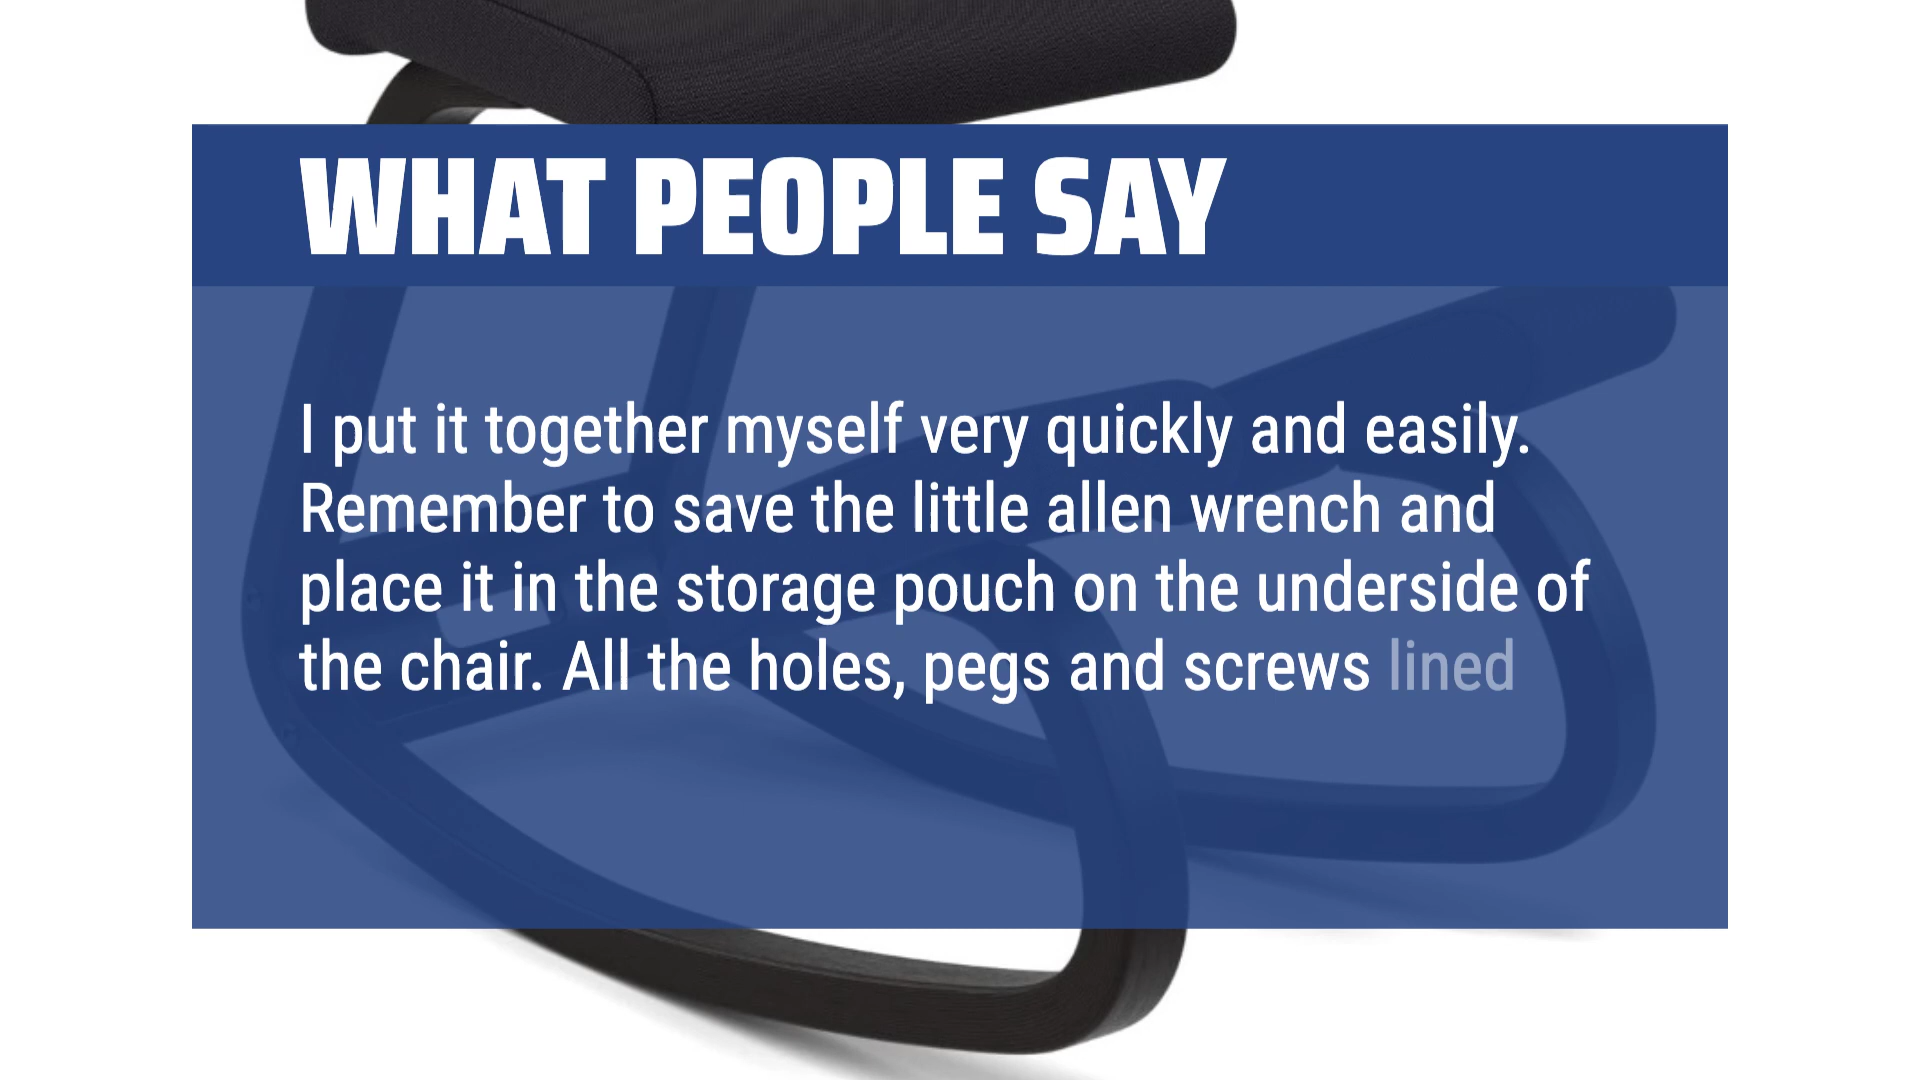 WHAT PEOPLE SAY
I put it together myself very quickly and easily.
Remember to save the little allen wrench and
place it in the storage pouch on the underside of
the chair. All the holes, pegs and screws lined